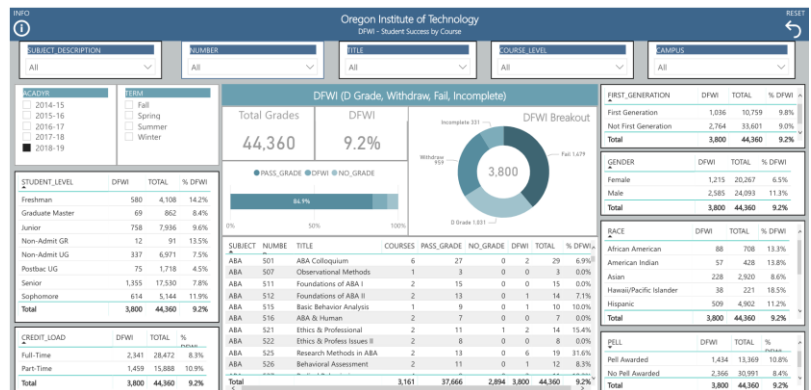 INFO
Oregon Institute of Technology
RESET
DFWI - Student Success by Course
SUBJECT_DESCRIPTION
All
NUMBER
All
TITLE
All
COURSE_LEVEL
All
CAMPUS
All
ACADYR
2014-15
2015-16
2016-17
2017-18
2018-19
TERM
Fall
Spring
Summer
Winter
DFWI (D Grade, Withdraw, Fail, Incomplete)
Total Grades
44,360
DFWI
9.2%
PASS_GRADE DFWI NO_GRADE
84.9%
0% 50% 100%
DFWI Breakout
Incomplete 331
Withdraw
959
Fail 1,479
3,800
D Grade 1,031
FIRST_GENERATION DFWI TOTAL % DFWI
First Generation 1,036 10,759 9.8%
Not First Generation 2,764 33,601 9.0%
Total 3,800 44,360 9.2%
GENDER DFWI TOTAL % DFWI
Female 1,215 20,267 6.5%
Male 2,585 24,093 11.3%
Total 3,800 44,360 9.2%
STUDENT_LEVEL DFWI TOTAL % DFWI
Freshman 580 4,108 14.2%
Graduate Master 69 862 8.4%
Junior 758 7,936 9.6%
Non-Admit GR 12 91 13.5%
Non-Admit UG 337 6,971 7.5%
Postbac UG 75 1,718 4.5%
Senior 1,355 17,530 7.8%
Sophomore 614 5,144 11.9%
Total 3,800 44,360 9.2%
RACE DFWI TOTAL % DFWI
African American 88 708 13.3%
American Indian 57 428 13.8%
Asian 228 2,920 8.6%
Hawaii/Pacific Islander 38 221 18.5%
Hispanic 509 4,902 11.2%
Total 3,800 44,360 9.2%
SUBJECT NUMBE TITLE COURSES PASS_GRADE NO_GRADE DFWI TOTAL % DFWI
ABA 501 ABA Colloquium 6 27 0 2 29 6.9%
ABA 507 Observational Methods 1 3 0 0 3 0.0%
ABA 511 Foundations of ABA I 2 15 0 0 15 0.0%
ABA 512 Foundations of ABA II 2 13 0 1 14 7.1%
ABA 515 Basic Behavior Analysis 1 9 0 1 10 10.0%
ABA 516 ABA & Human 2 7 0 0 7 0.0%
ABA 521 Ethics & Professional 2 11 1 2 14 15.4%
ABA 522 Ethics & Profess Issues II 2 8 0 0 8 0.0%
ABA 525 Research Methods in ABA 2 13 0 6 19 31.6%
ABA 526 Behavioral Assessment 2 11 0 1 12 8.3%
Total 3,161 37,666 2,894 3,800 44,360 9.2%
CREDIT_LOAD DFWI TOTAL %
Full-Time 2,341 28,472 8.3%
Part-Time 1,459 15,888 10.9%
Total 3,800 44,360 9.2%
PELL DFWI TOTAL %
Pell Awarded 1,434 13,369 10.8%
No Pell Awarded 2,366 30,991 8.4%
Total 3,800 44,360 9.2%